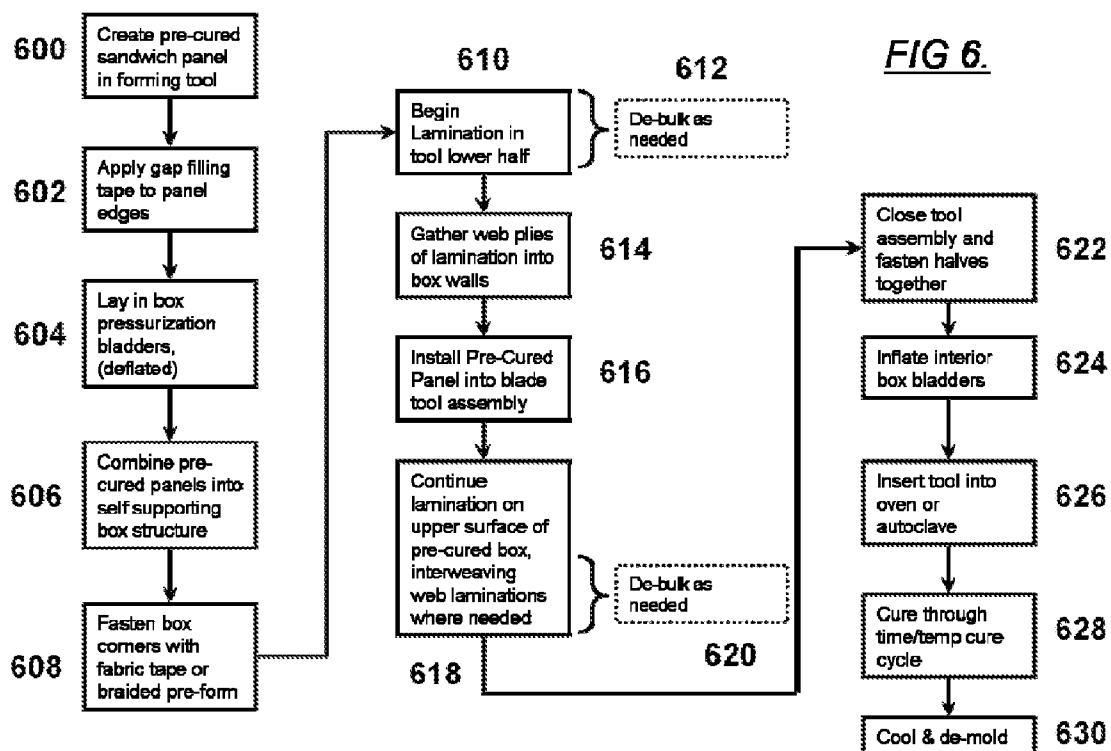 FIG 6.
600
Create pre-cured
sandwich panel
in forming tool
602
Apply gap filling
tape to panel
edges
604
Lay in box
pressurization
bladders,
(deflated)
606
Combine pre-
cured panels into
self supporting
box structure
608
Fasten box
corners with
fabric tape or
braided pre-form
610
Begin
Lamination in
tool lower half
612
De-bulk as
needed
Gather web plies
of lamination into
box walls
614
Install Pre-Cured
Panel into blade
tool assembly
616
Continue
lamination on
upper surface of
pre-cured box,
interweaving
web laminations
where needed
618
De-bulk as
needed
620
Close tool
assembly and
fasten halves
together
622
Inflate interior
box bladders
624
Insert tool into
oven or
autoclave
626
Cure through
time/temp cure
cycle
628
Cool & de-mold
630